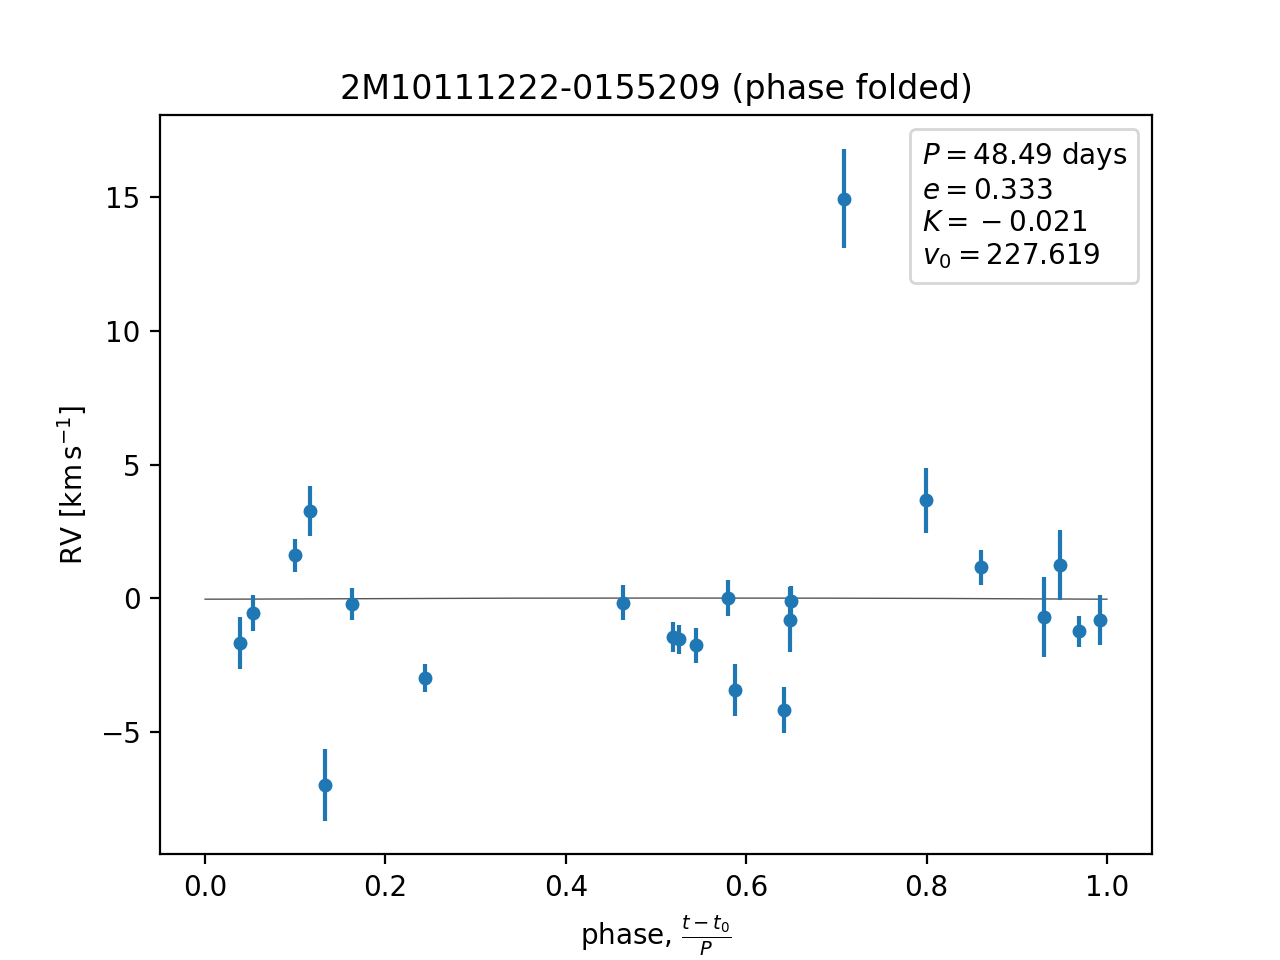 2M10111222-0155209 (phase folded)
P = 48.49 days
e = 0.333
K = −0.021
v₀ = 227.619
15
10
5
0
−5
RV [km s⁻¹]
0.0 0.2 0.4 0.6 0.8 1.0
phase, (t − t₀)/P